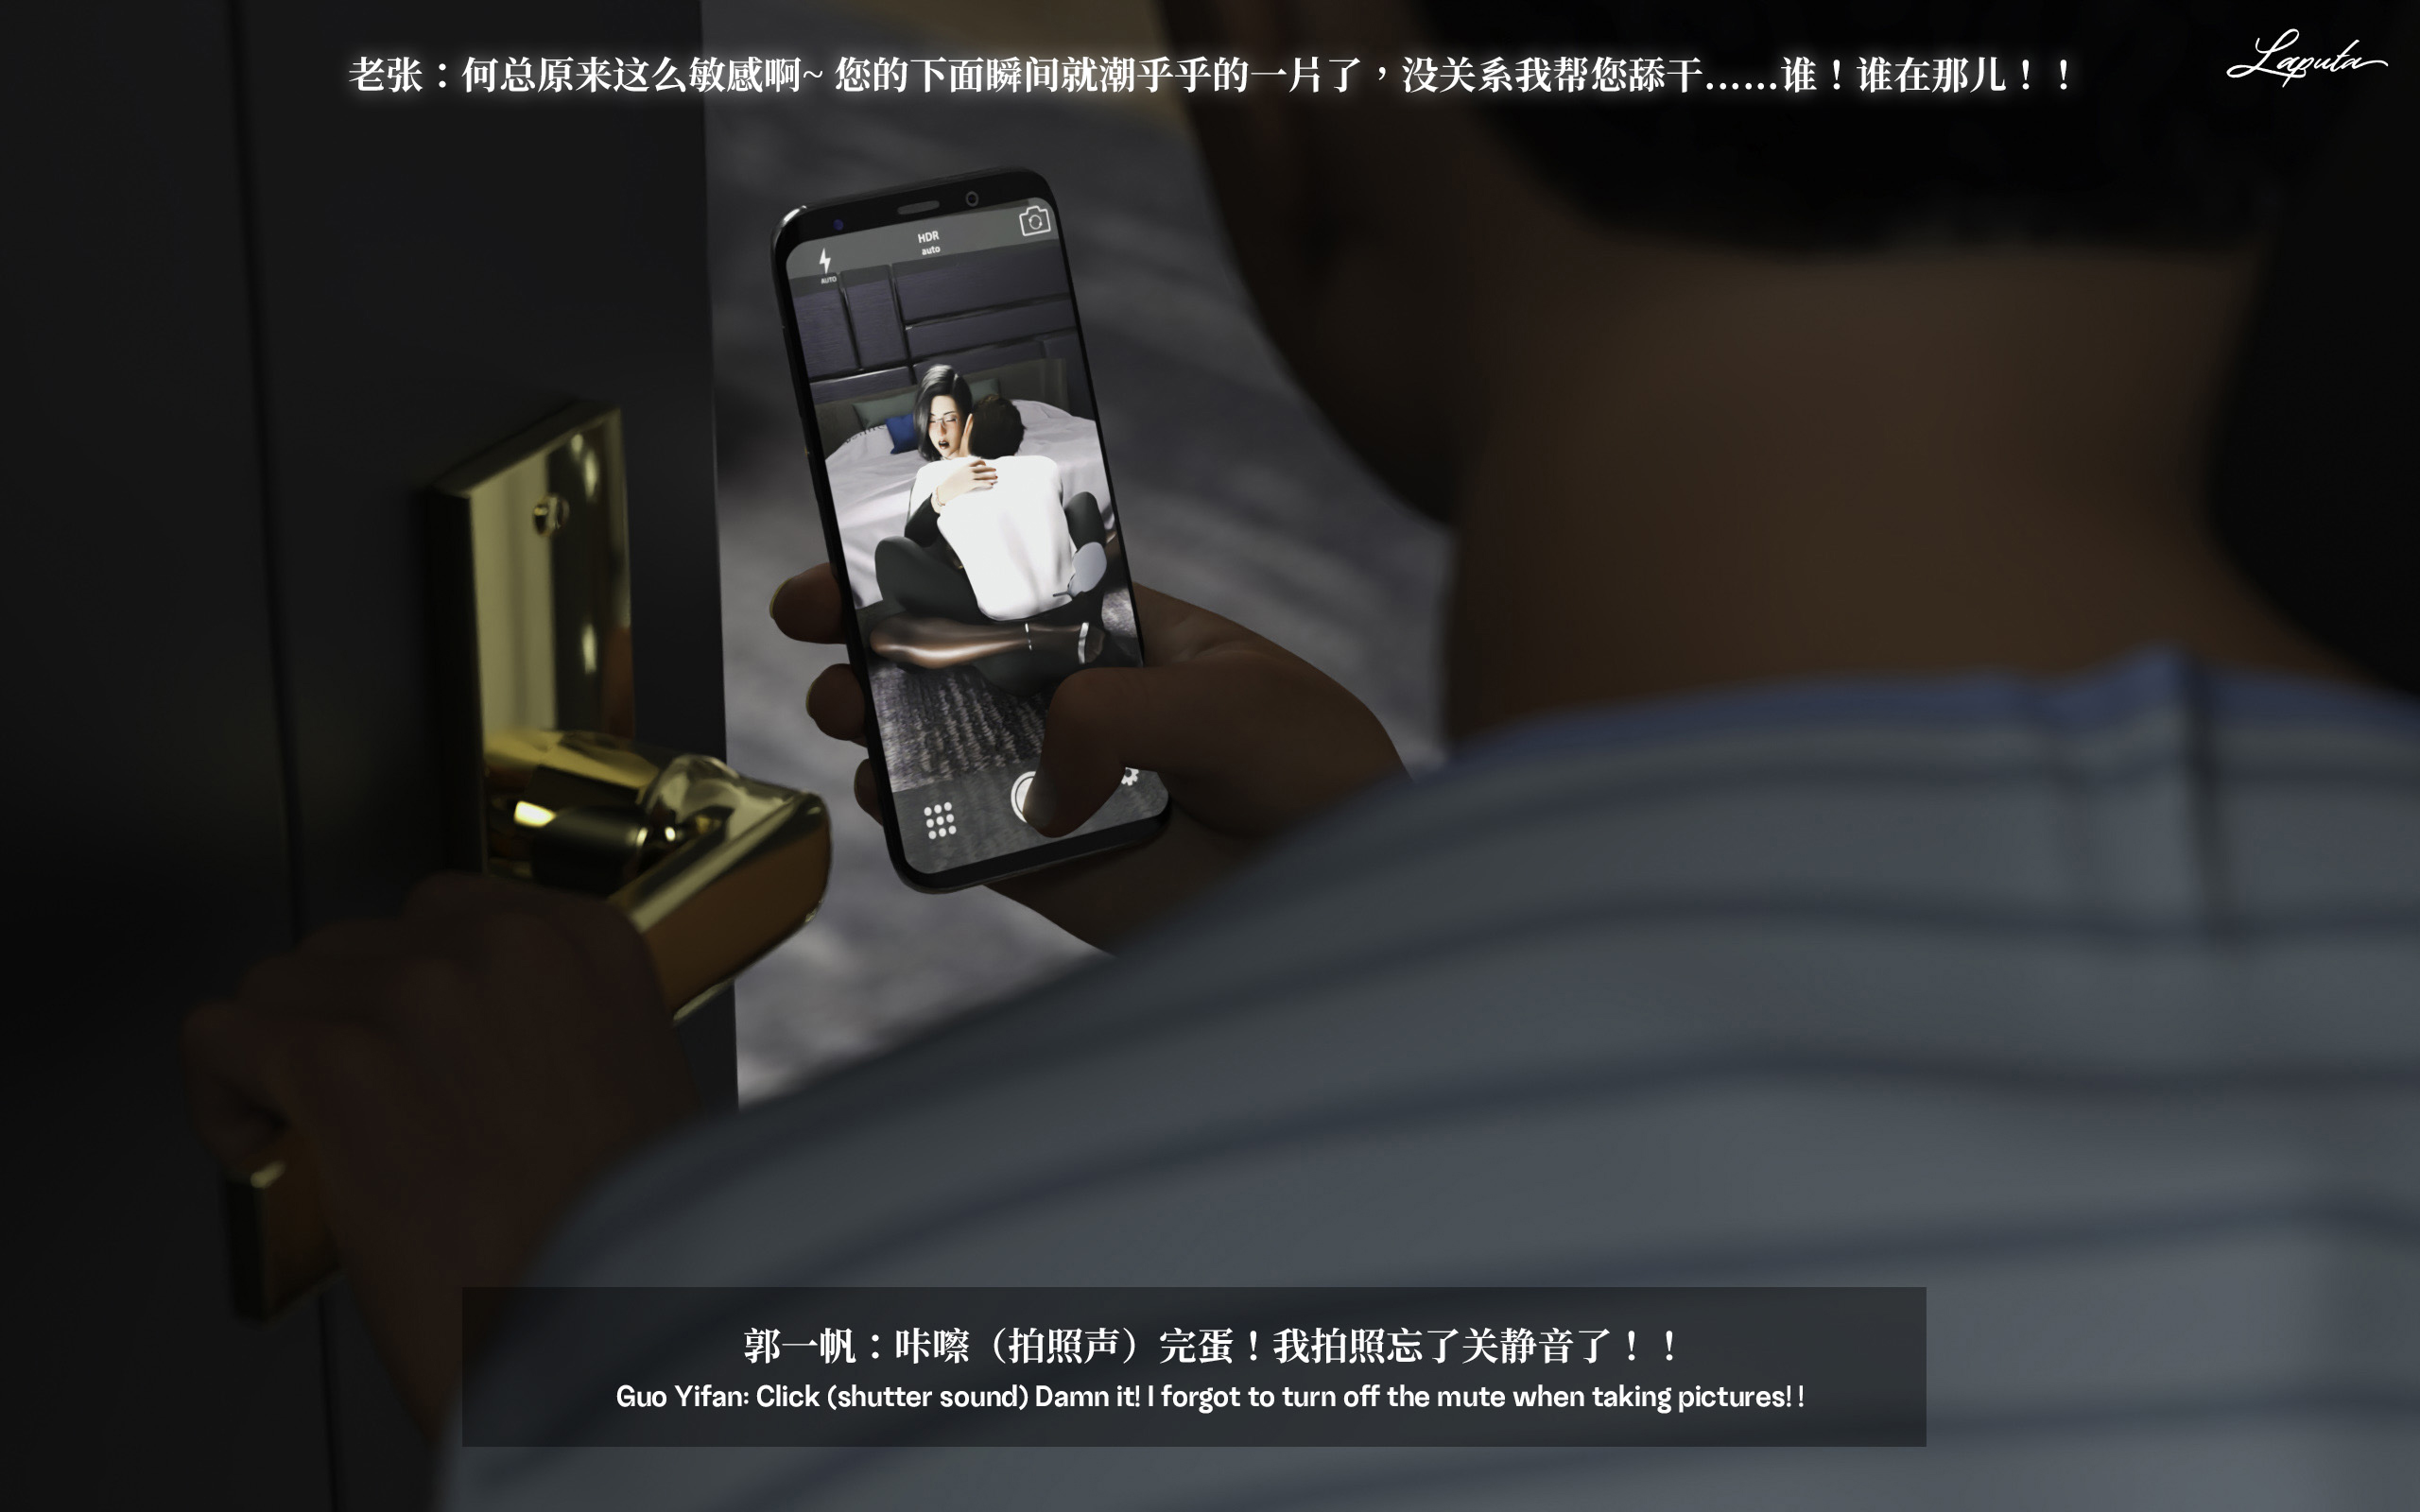 老张：何总原来这么敏感啊~ 您的下面瞬间就潮乎乎的一片了，没关系我帮您舔干......谁！谁在那儿！！
Laputa
HDR
auto
AUTO
郭一帆：咔嚓（拍照声）完蛋！我拍照忘了关静音了！！
Guo Yifan: Click (shutter sound) Damn it! I forgot to turn off the mute when taking pictures!!